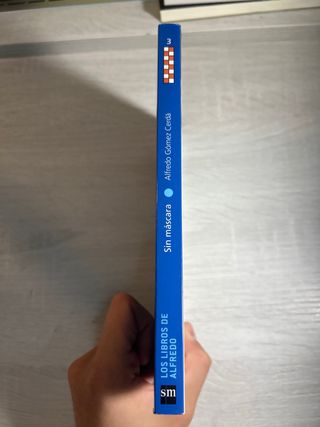 3
Alfredo Gómez Cerdá
Sin máscara
LOS LIBROS DE
ALFREDO
sm